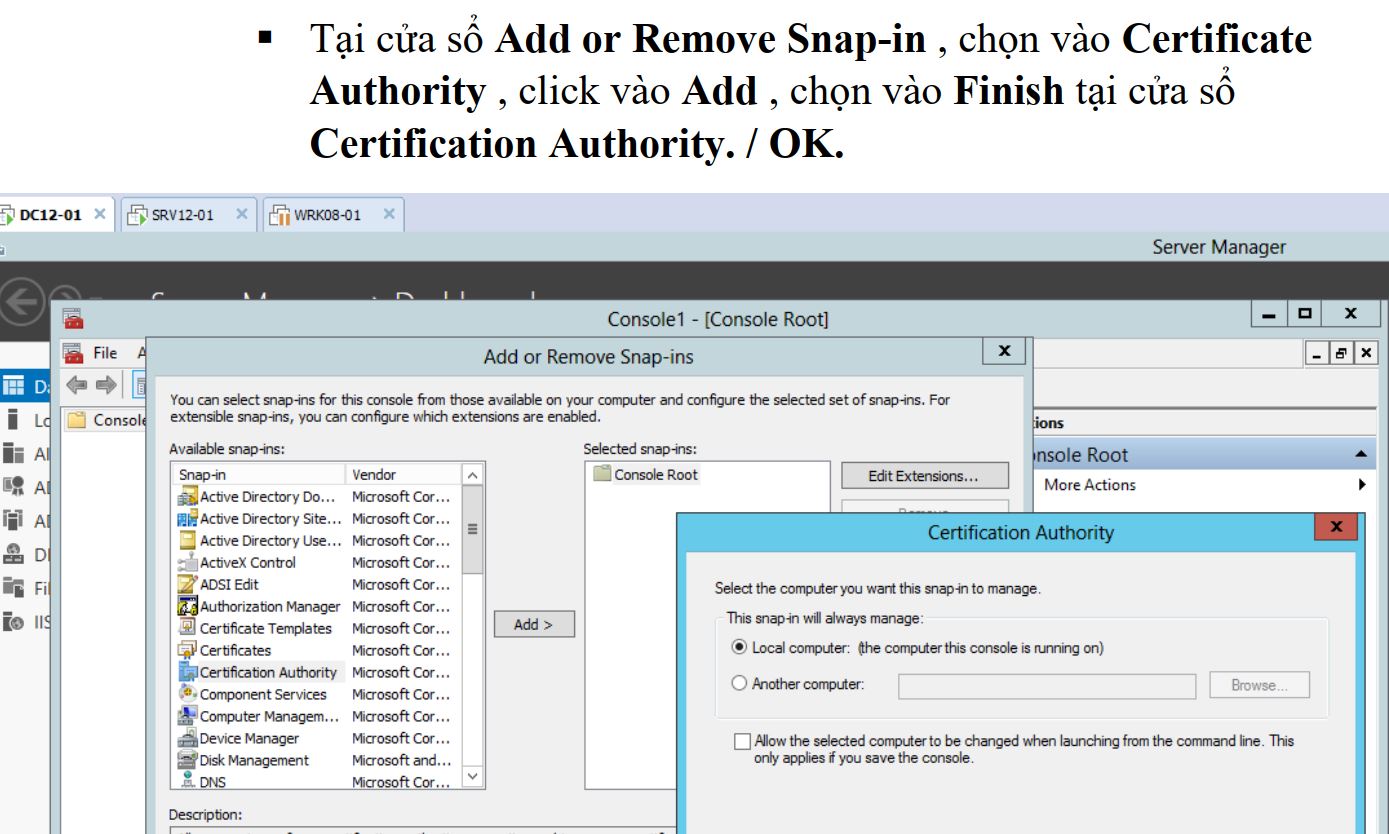 ▪ Tại cửa sổ Add or Remove Snap-in , chọn vào Certificate
Authority , click vào Add , chọn vào Finish tại cửa sổ
Certification Authority. / OK.
DC12-01 SRV12-01 WRK08-01
Server Manager
Console1 - [Console Root]
File
Add or Remove Snap-ins
You can select snap-ins for this console from those available on your computer and configure the selected set of snap-ins. For
extensible snap-ins, you can configure which extensions are enabled.
Console
Available snap-ins:
Selected snap-ins:
Snap-in Vendor
Active Directory Do... Microsoft Cor...
Active Directory Site... Microsoft Cor...
Active Directory Use... Microsoft Cor...
ActiveX Control Microsoft Cor...
ADSI Edit Microsoft Cor...
Authorization Manager Microsoft Cor...
Certificate Templates Microsoft Cor...
Certificates Microsoft Cor...
Certification Authority Microsoft Cor...
Component Services Microsoft Cor...
Computer Managem... Microsoft Cor...
Device Manager Microsoft Cor...
Disk Management Microsoft and...
DNS Microsoft Cor...
Description:
Add >
Console Root
Edit Extensions...
ions
nsole Root
More Actions
Certification Authority
Select the computer you want this snap-in to manage.
This snap-in will always manage:
Local computer: (the computer this console is running on)
Another computer:
Browse...
Allow the selected computer to be changed when launching from the command line. This
only applies if you save the console.